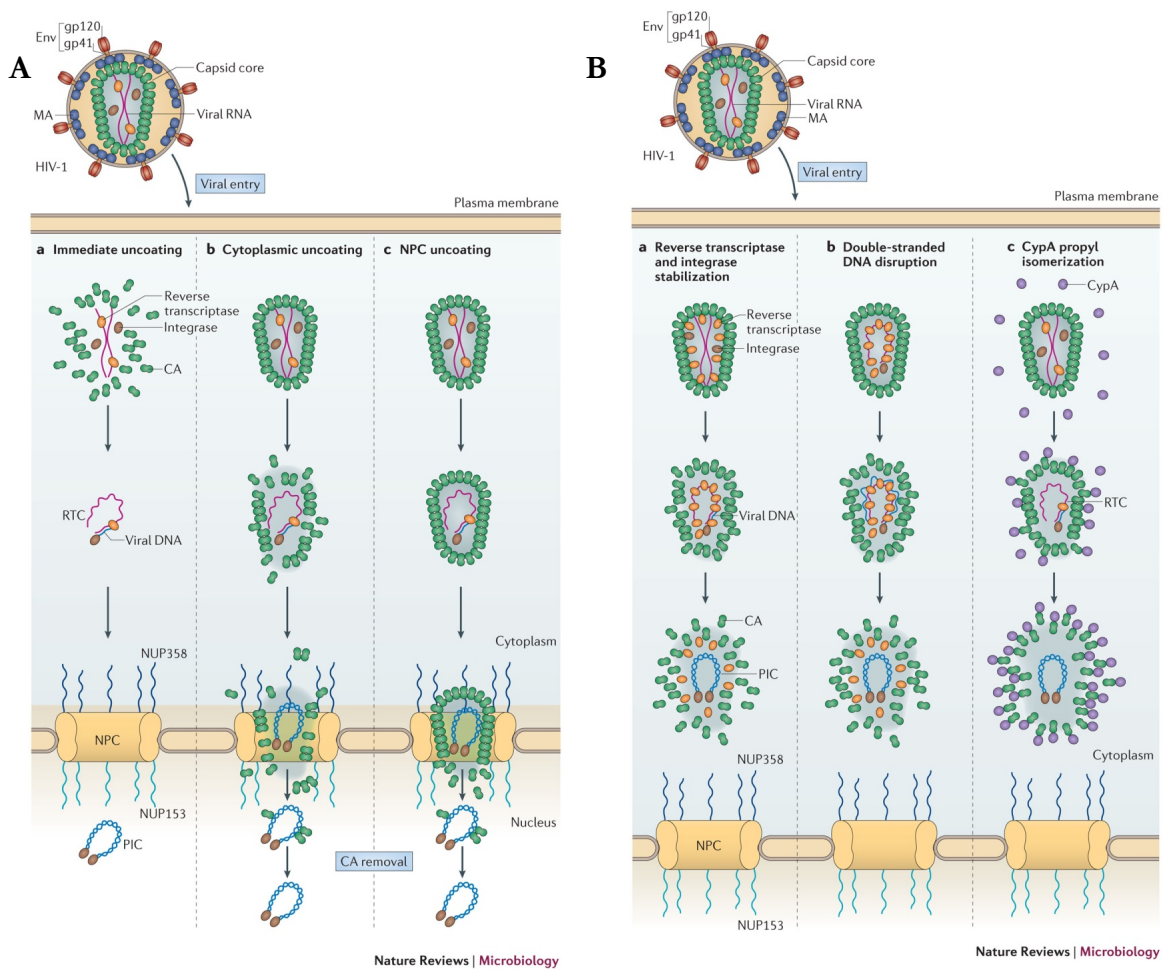 A
Env
gp120
gp41
Capsid core
MA
Viral RNA
HIV-1
Viral entry
Plasma membrane
a Immediate uncoating
b Cytoplasmic uncoating
c NPC uncoating
Reverse
transcriptase
Integrase
CA
RTC
Viral DNA
NUP358
Cytoplasm
NPC
NUP153
Nucleus
PIC
CA removal
Nature Reviews | Microbiology
B
Env
gp120
gp41
Capsid core
Viral RNA
MA
HIV-1
Viral entry
Plasma membrane
a Reverse transcriptase
and integrase
stabilization
b Double-stranded
DNA disruption
c CypA propyl
isomerization
CypA
Reverse
transcriptase
Integrase
Viral DNA
RTC
CA
PIC
Cytoplasm
NUP358
NPC
NUP153
Nature Reviews | Microbiology